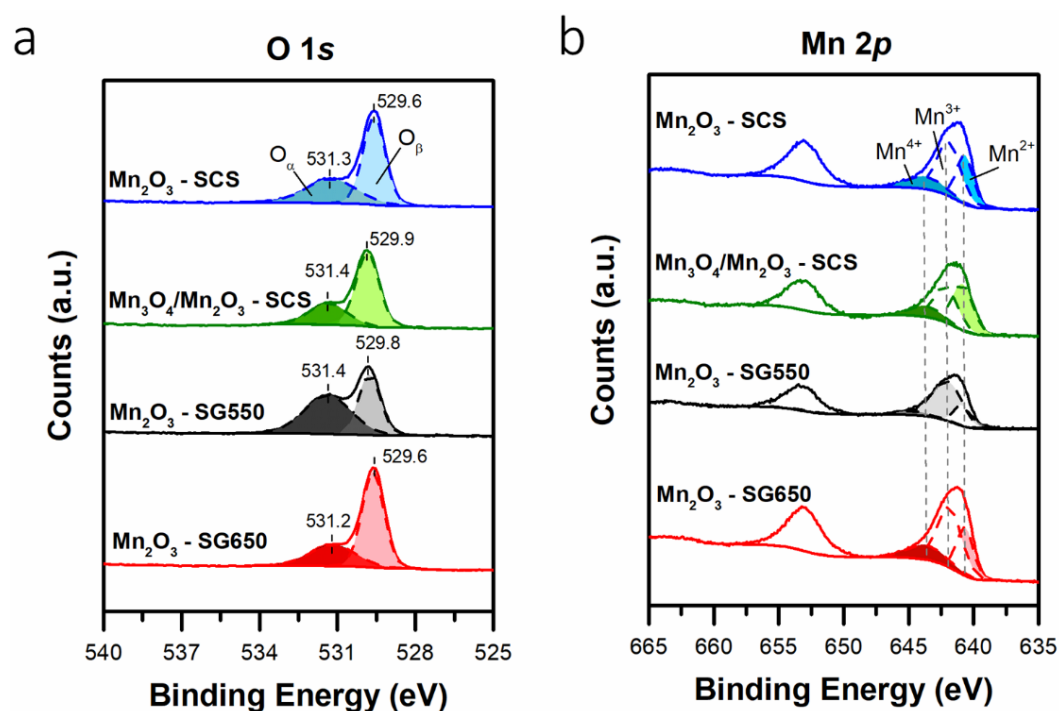 a
O 1s
529.6
Oα
531.3
Oβ
Mn2O3 - SCS
529.9
531.4
Mn3O4/Mn2O3 - SCS
529.8
531.4
Mn2O3 - SG550
529.6
531.2
Mn2O3 - SG650
Counts (a.u.)
540 537 534 531 528 525
Binding Energy (eV)
b
Mn 2p
Mn2O3 - SCS
Mn3+
Mn4+
Mn2+
Mn3O4/Mn2O3 - SCS
Mn2O3 - SG550
Mn2O3 - SG650
Counts (a.u.)
665 660 655 650 645 640 635
Binding Energy (eV)